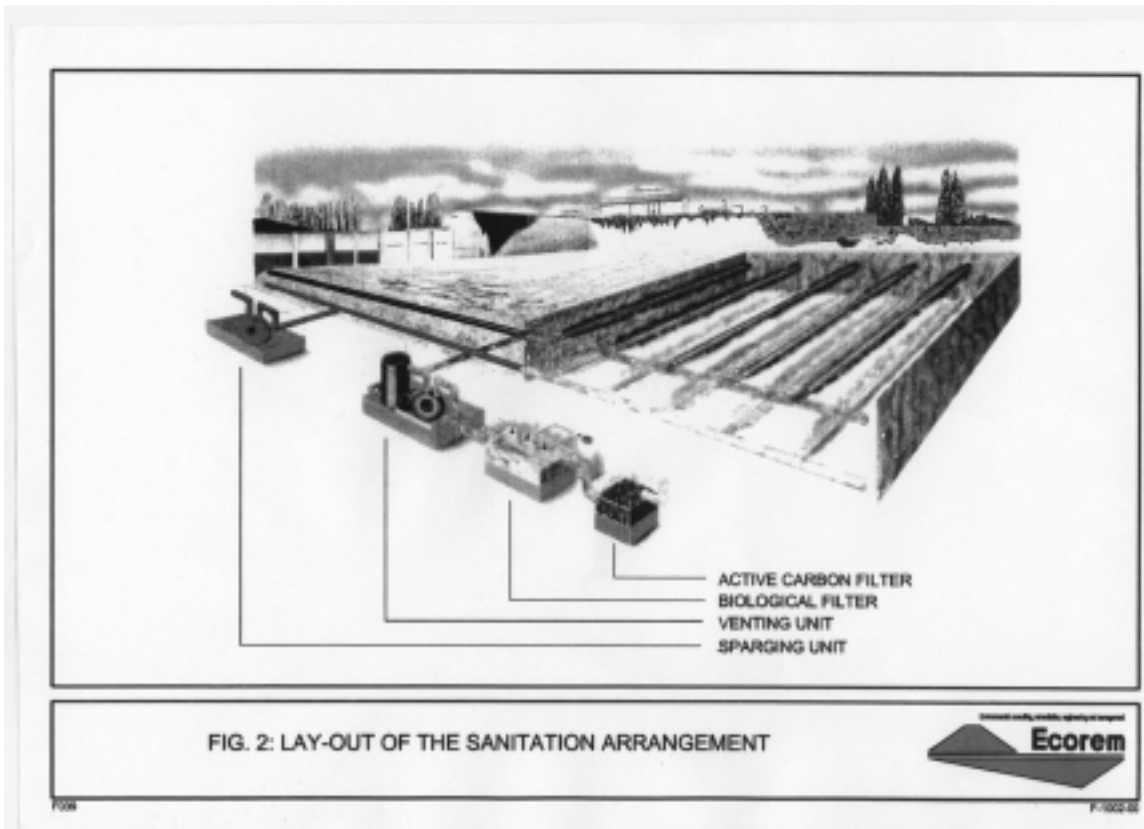 ACTIVE CARBON FILTER
BIOLOGICAL FILTER
VENTING UNIT
SPARGING UNIT
FIG. 2: LAY-OUT OF THE SANITATION ARRANGEMENT
Ecorem